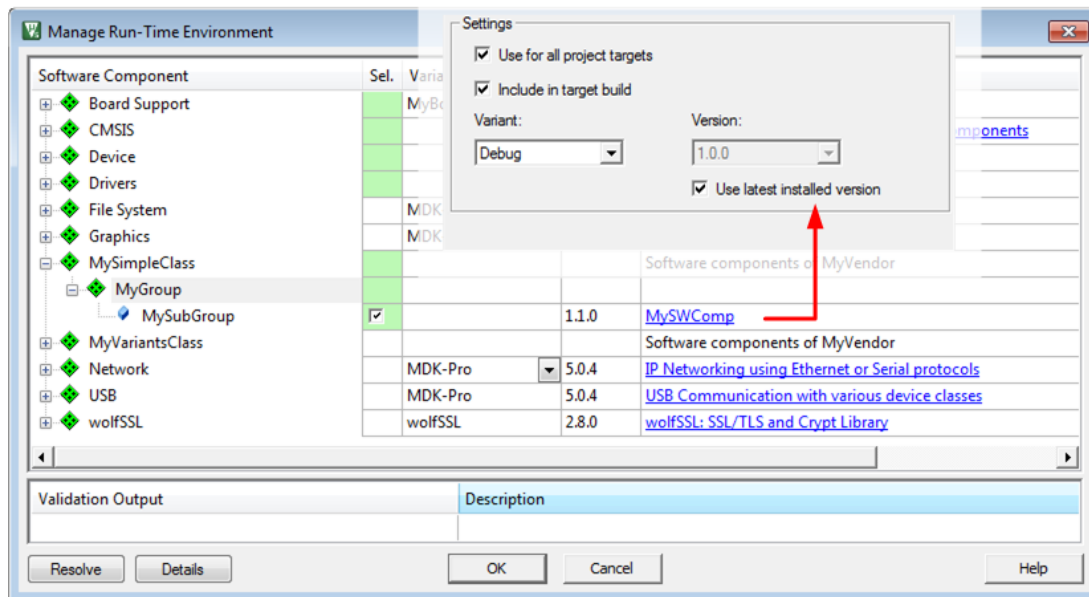 Manage Run-Time Environment
Settings
Use for all project targets
Include in target build
Variant: Version:
Debug 1.0.0
Use latest installed version
Software Component Sel. Varia
Board Support MyBo
CMSIS mponents
Device
Drivers
File System MDK
Graphics MDK
MySimpleClass Software components of MyVendor
MyGroup
MySubGroup 1.1.0 MySWComp
MyVariantsClass Software components of MyVendor
Network MDK-Pro 5.0.4 IP Networking using Ethernet or Serial protocols
USB MDK-Pro 5.0.4 USB Communication with various device classes
wolfSSL wolfSSL 2.8.0 wolfSSL: SSL/TLS and Crypt Library
Validation Output Description
Resolve Details OK Cancel Help